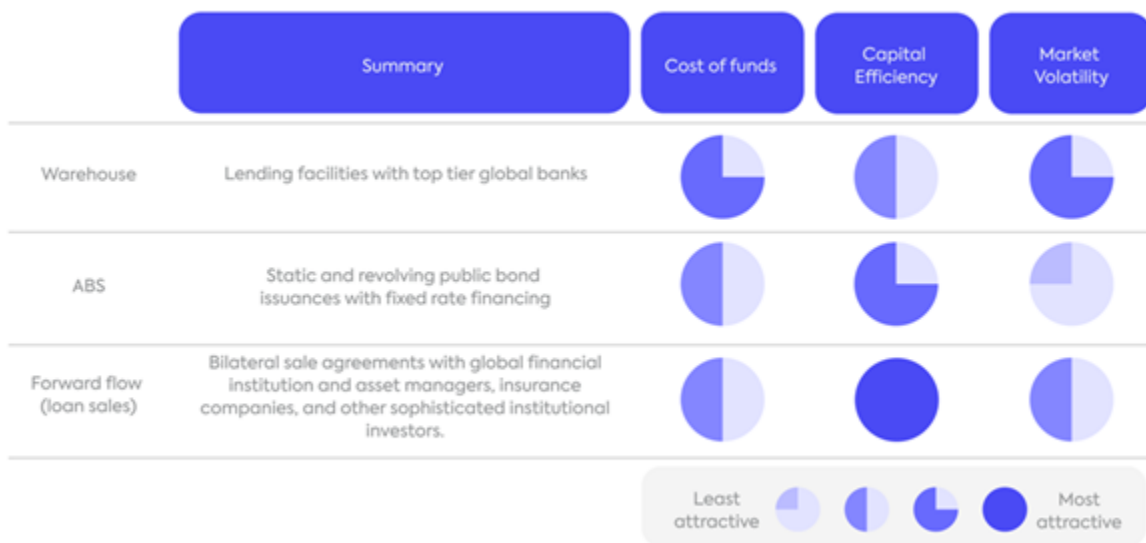 Summary
Cost of funds
Capital
Efficiency
Market
Volatility
Warehouse
Lending facilities with top tier global banks
ABS
Static and revolving public bond
issuances with fixed rate financing
Forward flow
(loan sales)
Bilateral sale agreements with global financial
institution and asset managers, insurance
companies, and other sophisticated institutional
investors.
Least
attractive
Most
attractive